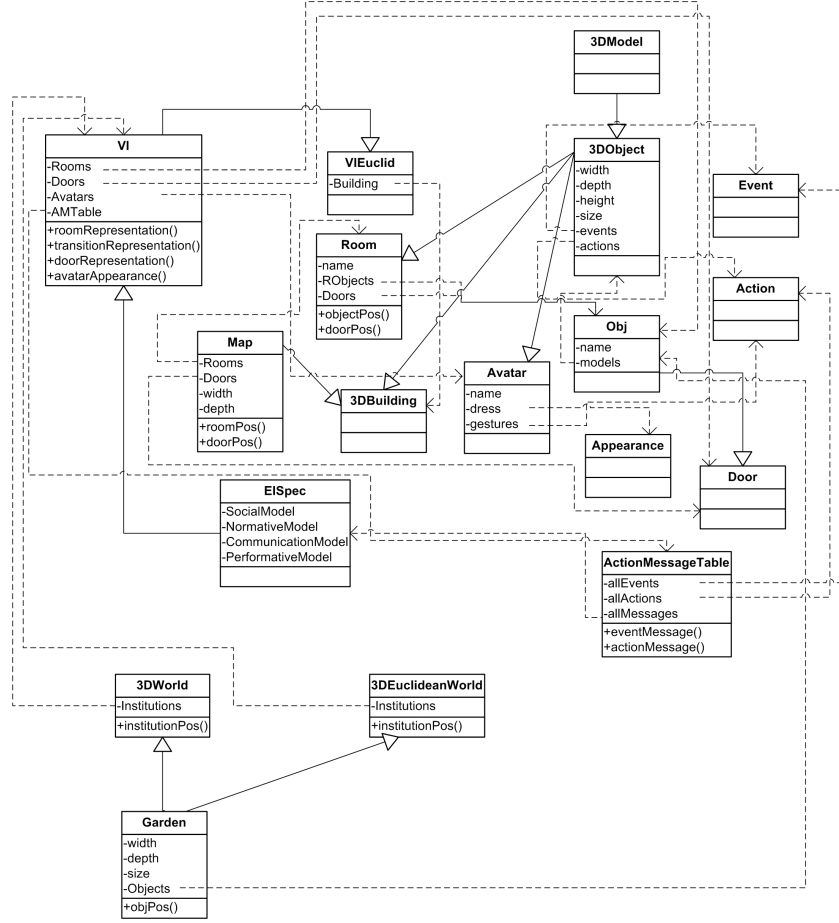 3DModel
VI
-Rooms
-Doors
-Avatars
-AMTable
+roomRepresentation()
+transitionRepresentation()
+doorRepresentation()
+avatarAppearance()
VIEuclid
-Building
3DObject
-width
-depth
-height
-size
-events
-actions
Event
Room
-name
-RObjects
-Doors
+objectPos()
+doorPos()
Action
Map
-Rooms
-Doors
-width
-depth
+roomPos()
+doorPos()
Obj
-name
-models
3DBuilding
Avatar
-name
-dress
-gestures
Appearance
Door
EISpec
-SocialModel
-NormativeModel
-CommunicationModel
-PerformativeModel
ActionMessageTable
-allEvents
-allActions
-allMessages
+eventMessage()
+actionMessage()
3DWorld
-Institutions
+institutionPos()
3DEuclideanWorld
-Institutions
+institutionPos()
Garden
-width
-depth
-size
-Objects
+objPos()